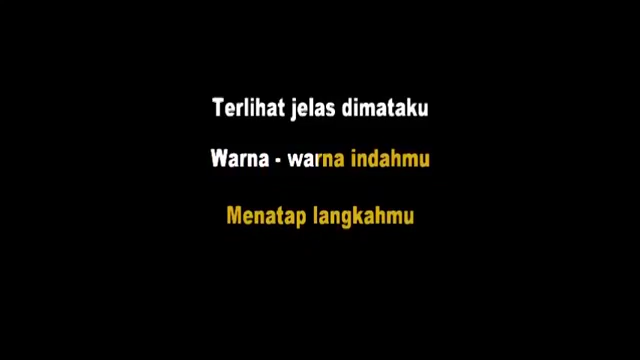 Terlihat jelas dimataku
Warna - warna indahmu
Menatap langkahmu